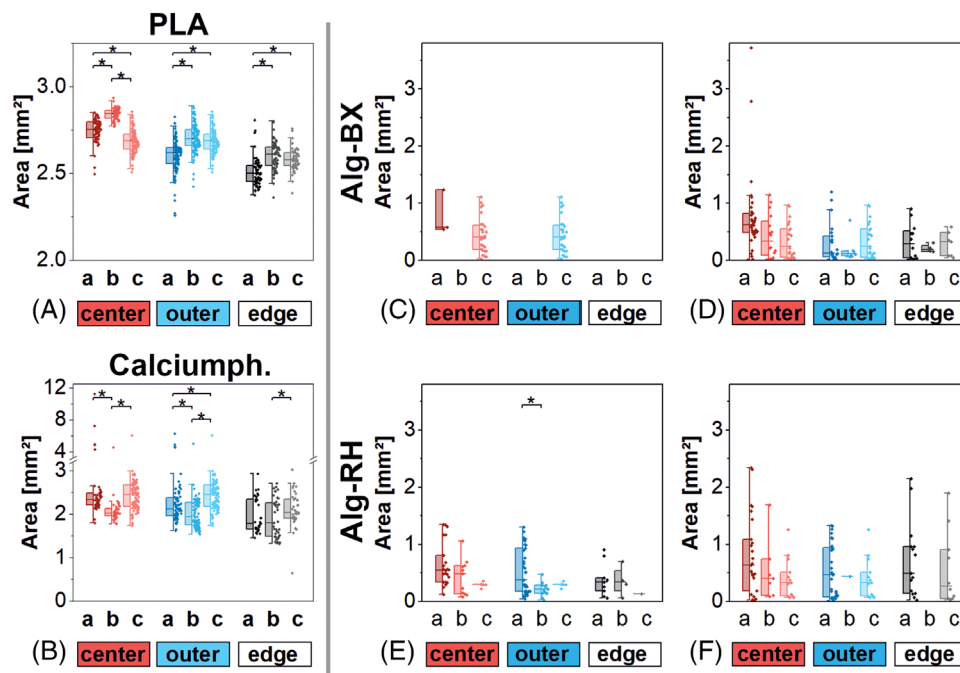 PLA
Area [mm²]
3.0
2.5
2.0
* * * * * * *
a b c a b c a b c
(A) center outer edge
Calciumph.
Area [mm²]
12
8
4
3
2
1
0
* * * * * *
a b c a b c a b c
(B) center outer edge
Alg-BX
Area [mm²]
3
2
1
0
a b c a b c a b c
(C) center outer edge
Area [mm²]
3
2
1
0
a b c a b c a b c
(D) center outer edge
Alg-RH
Area [mm²]
3
2
1
0
*
a b c a b c a b c
(E) center outer edge
Area [mm²]
3
2
1
0
a b c a b c a b c
(F) center outer edge